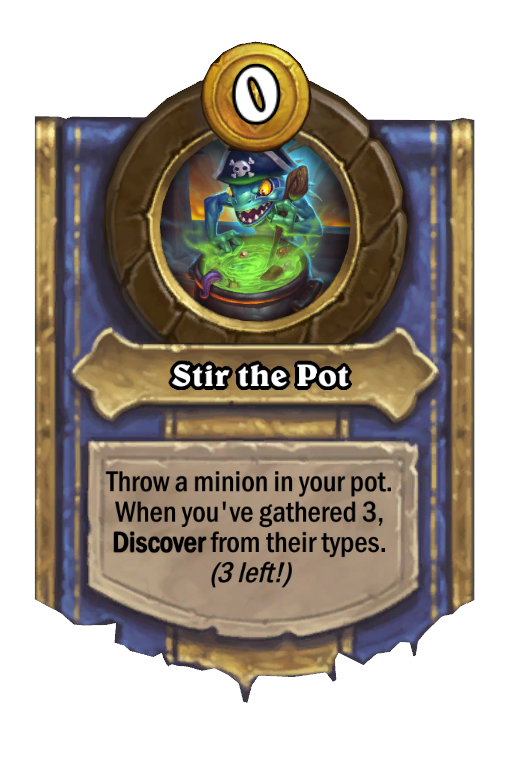 0
Stir the Pot
Throw a minion in your pot.
When you've gathered 3,
Discover from their types.
(3 left!)